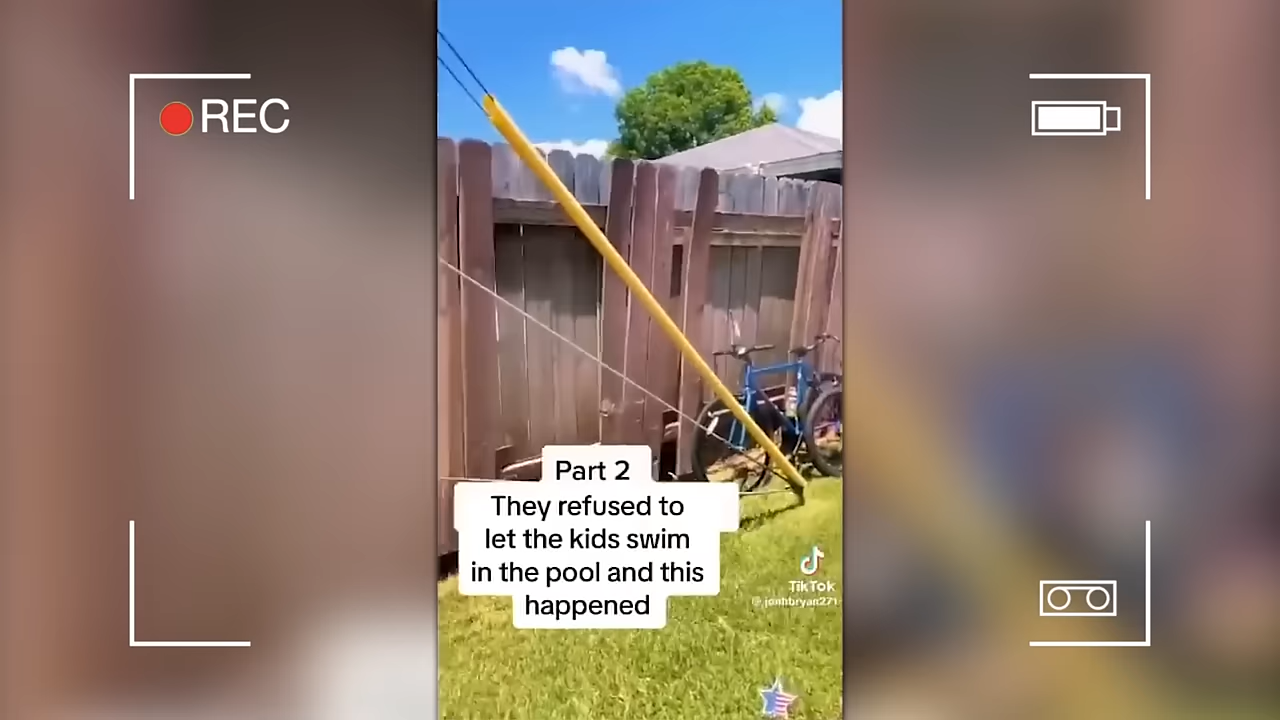 REC
Part 2
They refused to
let the kids swim
in the pool and this
happened
TikTok
@jonhbryan271